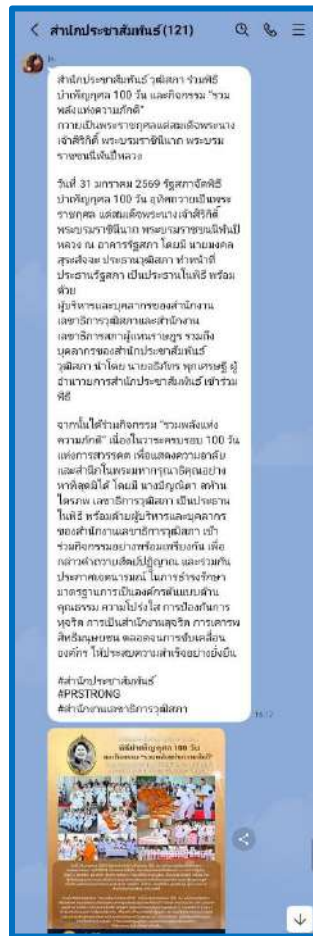 สำนักประชาสัมพันธ์ (121)
สำนักประชาสัมพันธ์ วุฒิสภา ร่วมพิธี
บำเพ็ญกุศล 100 วัน และกิจกรรม "รวม
พลังแห่งความภักดี"
ถวายเป็นพระราชกุศลแด่สมเด็จพระนาง
เจ้าสิริกิติ์ พระบรมราชินีนาถ พระบรม
ราชชนนีพันปีหลวง
วันที่ 31 มกราคม 2569 รัฐสภาจัดพิธี
บำเพ็ญกุศล 100 วัน อุทิศถวายเป็นพระ
ราชกุศล แด่สมเด็จพระนางเจ้าสิริกิติ์
พระบรมราชินีนาถ พระบรมราชชนนีพันปี
หลวง ณ อาคารรัฐสภา โดยมี นายมงคล
สุระสัจจะ ประธานวุฒิสภา ทำหน้าที่
ประธานรัฐสภา เป็นประธานในพิธี พร้อม
ด้วย
ผู้บริหารและบุคลากรของสำนักงาน
เลขาธิการวุฒิสภาและสำนักงาน
เลขาธิการสภาผู้แทนราษฎร รวมถึง
บุคลากรของสำนักประชาสัมพันธ์
วุฒิสภา นำโดย นายอธิภัทร พุกเศรษฐี ผู้
อำนวยการสำนักประชาสัมพันธ์ เข้าร่วม
พิธี
จากนั้นได้ร่วมกิจกรรม "รวมพลังแห่ง
ความภักดี" เนื่องในวาระครบรอบ 100 วัน
แห่งการสวรรคต เพื่อแสดงความอาลัย
และสำนึกในพระมหากรุณาธิคุณอย่าง
หาที่สุดมิได้ โดยมี นางปัณณิตา สท้าน
ไตรภพ เลขาธิการวุฒิสภา เป็นประธาน
ในพิธี พร้อมด้วยผู้บริหารและบุคลากร
ของสำนักงานเลขาธิการวุฒิสภา เข้า
ร่วมกิจกรรมอย่างพร้อมเพรียงกัน เพื่อ
กล่าวคำถวายสัตย์ปฏิญาณ และร่วมกัน
ประกาศเจตนารมณ์ ในการธำรงรักษา
มาตรฐานการเป็นองค์กรต้นแบบด้าน
คุณธรรม ความโปร่งใส การป้องกันการ
ทุจริต การเป็นสำนักงานสุจริต การเคารพ
สิทธิมนุษยชน ตลอดจนการขับเคลื่อน
องค์กร ให้ประสบความสำเร็จอย่างยั่งยืน
#สำนักประชาสัมพันธ์
#PRSTRONG
#สำนักงานเลขาธิการวุฒิสภา
16:12
พิธีบำเพ็ญกุศล 100 วัน
และกิจกรรม "รวมพลังแห่งความภักดี"